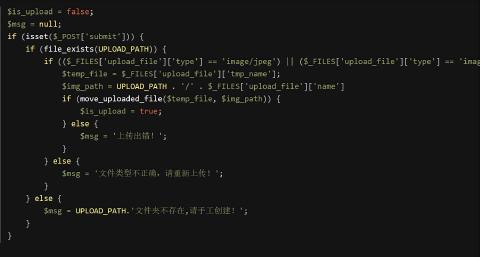 $is_upload = false;
$msg = null;
if (isset($_POST['submit'])) {
    if (file_exists(UPLOAD_PATH)) {
        if (($_FILES['upload_file']['type'] == 'image/jpeg') || ($_FILES['upload_file']['type'] == 'imag
            $temp_file = $_FILES['upload_file']['tmp_name'];
            $img_path = UPLOAD_PATH . '/' . $_FILES['upload_file']['name']
            if (move_uploaded_file($temp_file, $img_path)) {
                $is_upload = true;
            } else {
                $msg = '上传出错！';
            }
        } else {
            $msg = '文件类型不正确，请重新上传！';
        }
    } else {
        $msg = UPLOAD_PATH.'文件夹不存在,请手工创建！';
    }
}